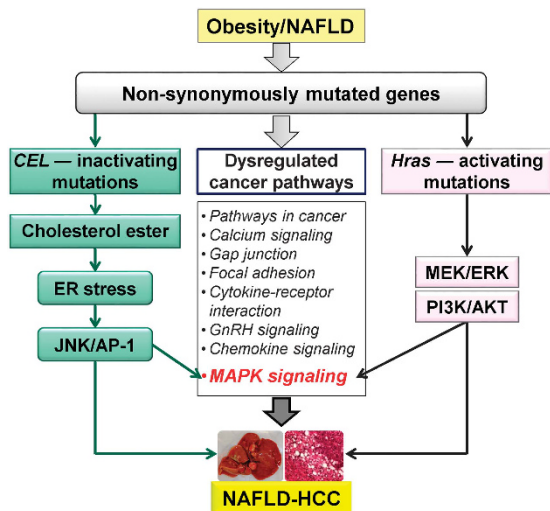 Obesity/NAFLD
Non-synonymously mutated genes
CEL — inactivating
mutations
Cholesterol ester
ER stress
JNK/AP-1
Dysregulated
cancer pathways
• Pathways in cancer
• Calcium signaling
• Gap junction
• Focal adhesion
• Cytokine-receptor
interaction
• GnRH signaling
• Chemokine signaling
• MAPK signaling
Hras — activating
mutations
MEK/ERK
PI3K/AKT
NAFLD-HCC